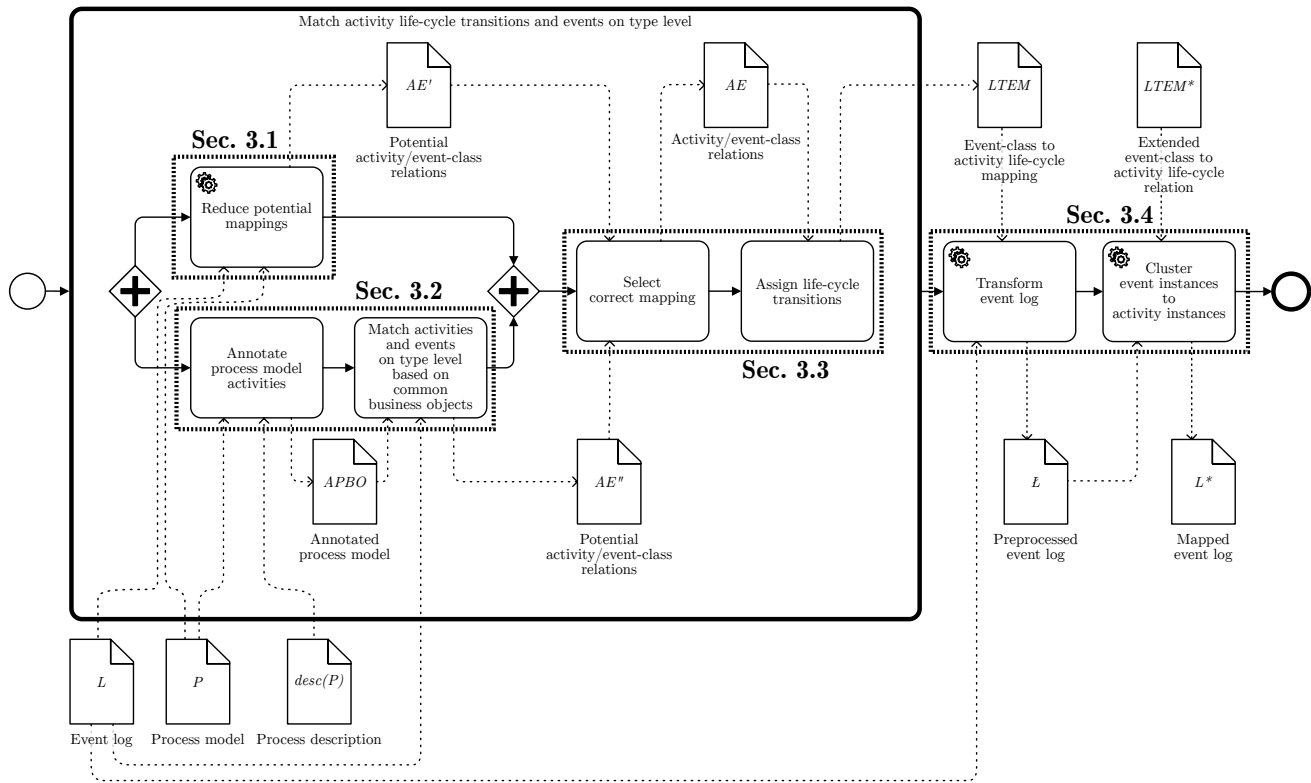 Match activity life-cycle transitions and events on type level
AE'
Potential
activity/event-class
relations
AE
Activity/event-class
relations
LTEM
Event-class to
activity life-cycle
mapping
LTEM*
Extended
event-class to
activity life-cycle
relation
Sec. 3.1
Reduce potential
mappings
Sec. 3.2
Annotate
process model
activities
Match activities
and events
on type level
based on
common
business objects
Select
correct mapping
Assign life-cycle
transitions
Sec. 3.3
Sec. 3.4
Transform
event log
Cluster
event instances
to
activity instances
APBO
Annotated
process model
AE"
Potential
activity/event-class
relations
Ł
Preprocessed
event log
L*
Mapped
event log
L
Event log
P
Process model
desc(P)
Process description